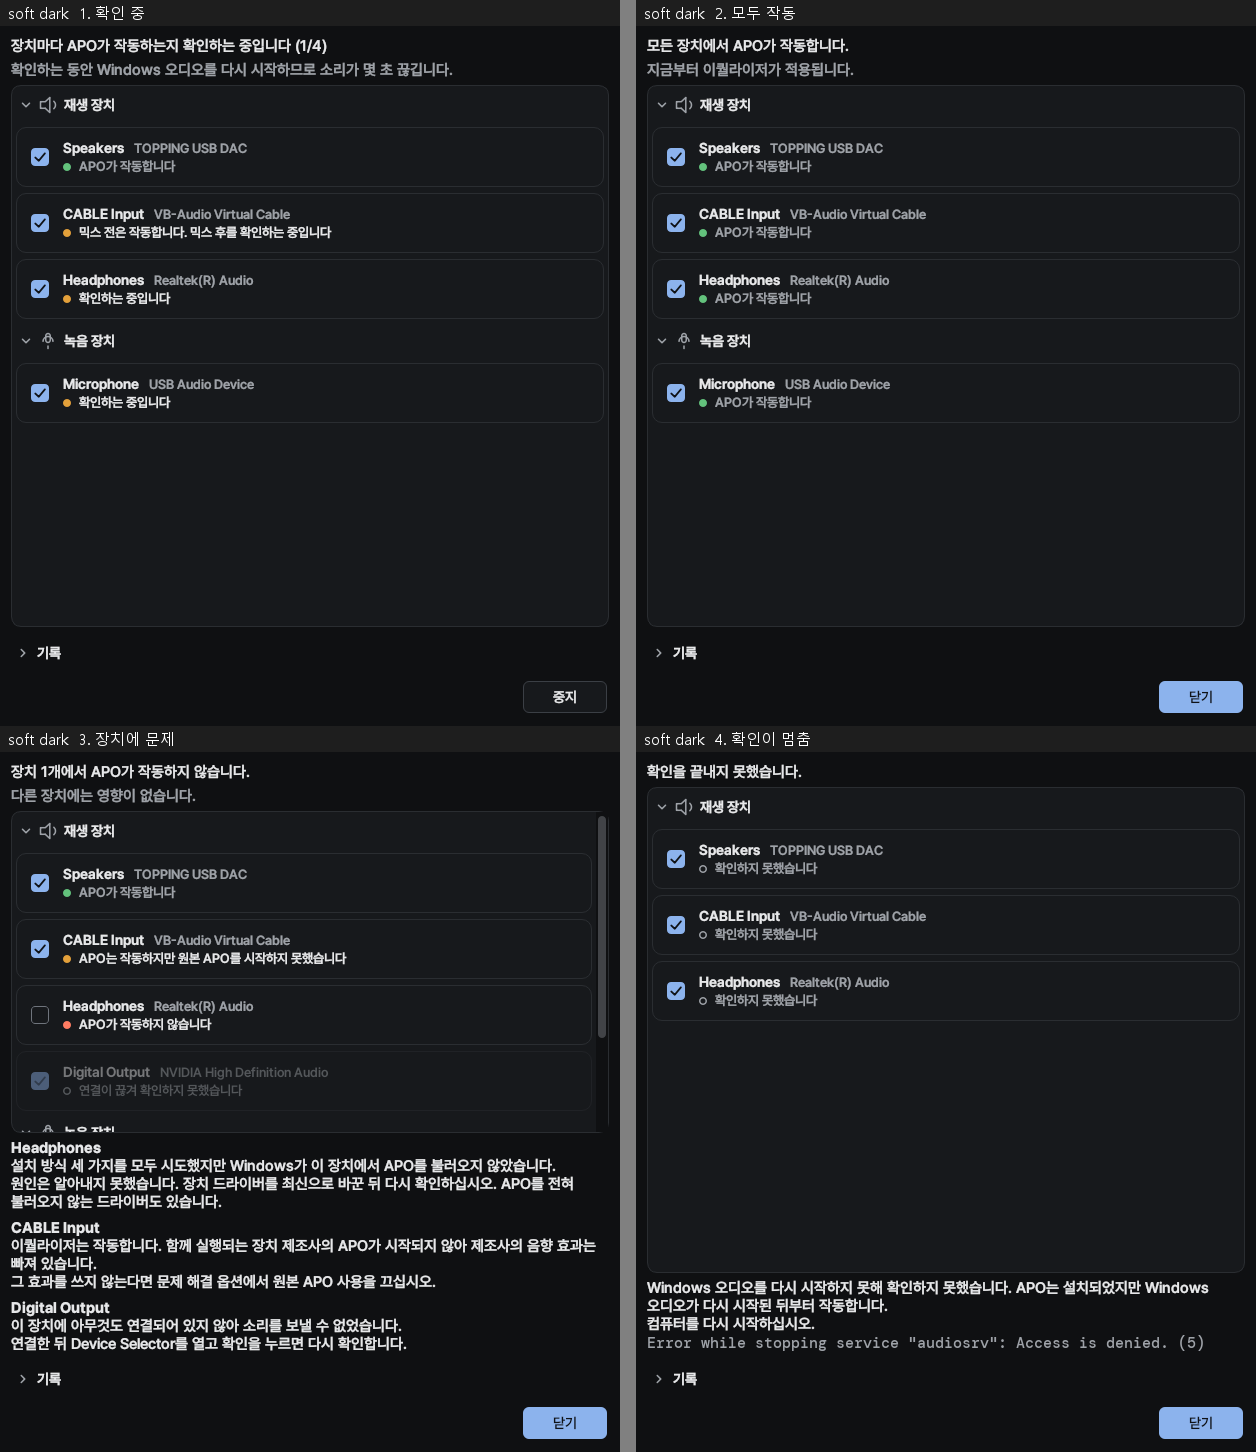 soft dark 1. 확인 중
장치마다 APO가 작동하는지 확인하는 중입니다 (1/4)
확인하는 동안 Windows 오디오를 다시 시작하므로 소리가 몇 초 끊깁니다.
재생 장치
Speakers TOPPING USB DAC
APO가 작동합니다
CABLE Input VB-Audio Virtual Cable
믹스 전은 작동합니다. 믹스 후를 확인하는 중입니다
Headphones Realtek(R) Audio
확인하는 중입니다
녹음 장치
Microphone USB Audio Device
확인하는 중입니다
기록
중지
soft dark 2. 모두 작동
모든 장치에서 APO가 작동합니다.
지금부터 이퀄라이저가 적용됩니다.
재생 장치
Speakers TOPPING USB DAC
APO가 작동합니다
CABLE Input VB-Audio Virtual Cable
APO가 작동합니다
Headphones Realtek(R) Audio
APO가 작동합니다
녹음 장치
Microphone USB Audio Device
APO가 작동합니다
기록
닫기
soft dark 3. 장치에 문제
장치 1개에서 APO가 작동하지 않습니다.
다른 장치에는 영향이 없습니다.
재생 장치
Speakers TOPPING USB DAC
APO가 작동합니다
CABLE Input VB-Audio Virtual Cable
APO는 작동하지만 원본 APO를 시작하지 못했습니다
Headphones Realtek(R) Audio
APO가 작동하지 않습니다
Digital Output NVIDIA High Definition Audio
연결이 끊겨 확인하지 못했습니다
녹음 장치
Headphones
설치 방식 세 가지를 모두 시도했지만 Windows가 이 장치에서 APO를 불러오지 않았습니다.
원인은 알아내지 못했습니다. 장치 드라이버를 최신으로 바꾼 뒤 다시 확인하십시오. APO를 전혀
불러오지 않는 드라이버도 있습니다.
CABLE Input
이퀄라이저는 작동합니다. 함께 실행되는 장치 제조사의 APO가 시작되지 않아 제조사의 음향 효과는
빠져 있습니다.
그 효과를 쓰지 않는다면 문제 해결 옵션에서 원본 APO 사용을 끄십시오.
Digital Output
이 장치에 아무것도 연결되어 있지 않아 소리를 보낼 수 없었습니다.
연결한 뒤 Device Selector를 열고 확인을 누르면 다시 확인합니다.
기록
닫기
soft dark 4. 확인이 멈춤
확인을 끝내지 못했습니다.
재생 장치
Speakers TOPPING USB DAC
확인하지 못했습니다
CABLE Input VB-Audio Virtual Cable
확인하지 못했습니다
Headphones Realtek(R) Audio
확인하지 못했습니다
Windows 오디오를 다시 시작하지 못해 확인하지 못했습니다. APO는 설치되었지만 Windows
오디오가 다시 시작된 뒤부터 작동합니다.
컴퓨터를 다시 시작하십시오.
Error while stopping service "audiosrv": Access is denied. (5)
기록
닫기